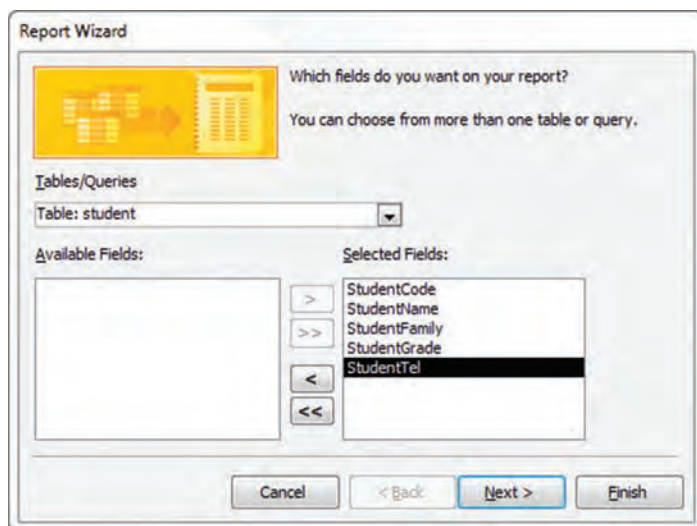 Report Wizard
Which fields do you want on your report?
You can choose from more than one table or query.
Tables/Queries
Table: student
Available Fields:
Selected Fields:
StudentCode
StudentName
StudentFamily
StudentGrade
StudentTel
>
>>
<
<<
Cancel
< Back
Next >
Finish